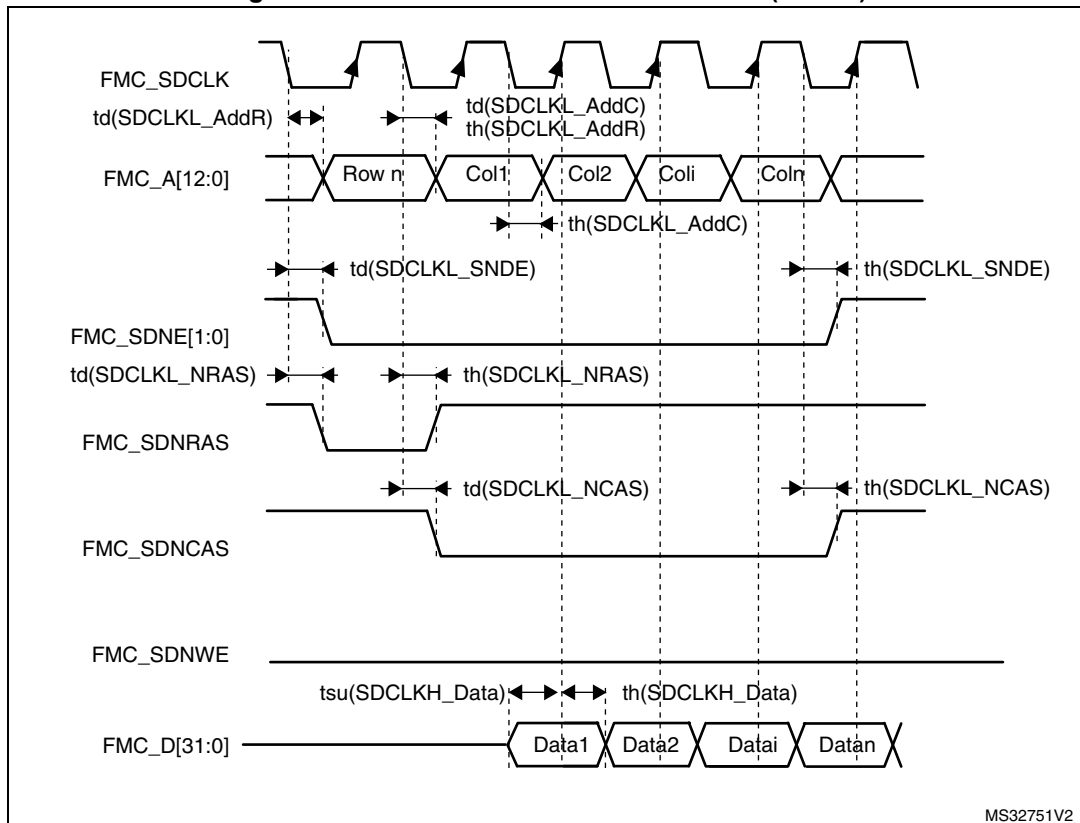 FMC_SDCLK
td(SDCLKL_AddR)
td(SDCLKL_AddC)
th(SDCLKL_AddR)
FMC_A[12:0]
Row n
Col1
Col2
Coli
Coln
th(SDCLKL_AddC)
td(SDCLKL_SNDE)
th(SDCLKL_SNDE)
FMC_SDNE[1:0]
td(SDCLKL_NRAS)
th(SDCLKL_NRAS)
FMC_SDNRAS
td(SDCLKL_NCAS)
th(SDCLKL_NCAS)
FMC_SDNCAS
FMC_SDNWE
tsu(SDCLKH_Data)
th(SDCLKH_Data)
FMC_D[31:0]
Data1
Data2
Datai
Datan
MS32751V2